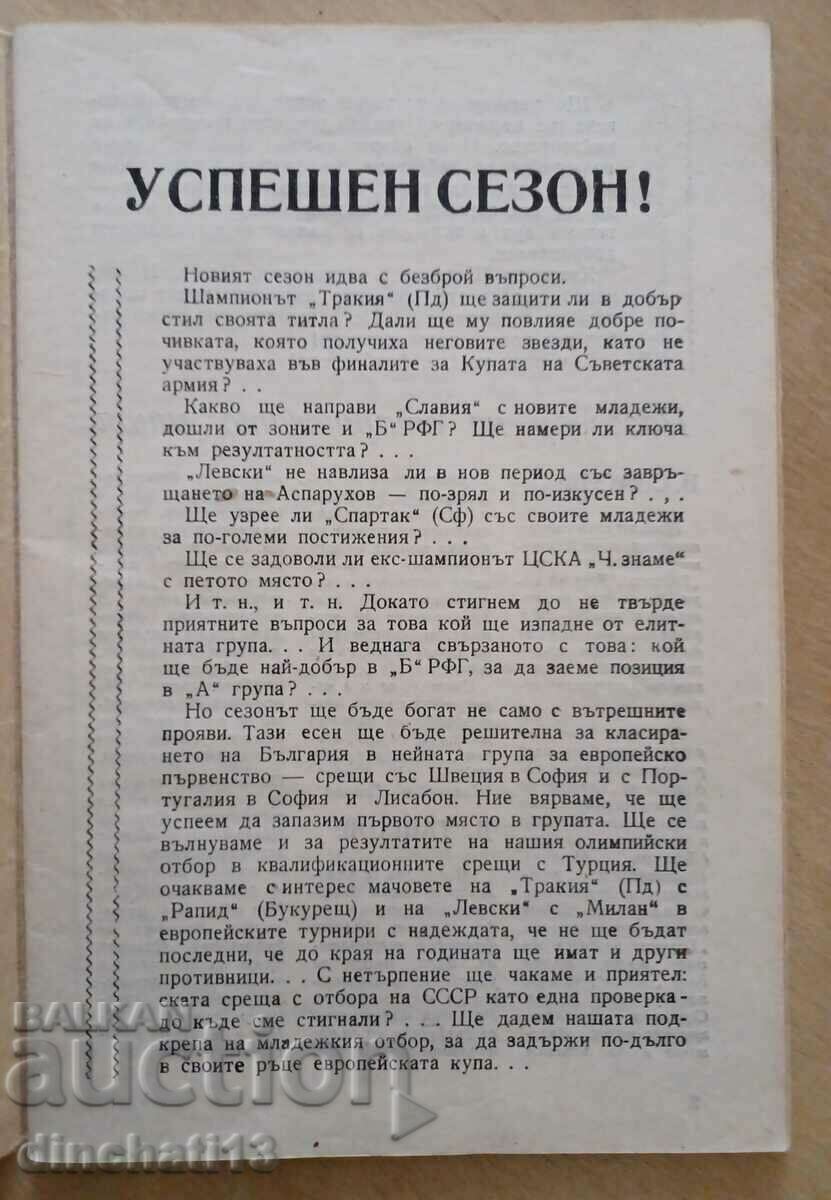 УСПЕШЕН СЕЗОН!
Новият сезон идва с безброй въпроси.
Шампионът „Тракия“ (Пд) ще защити ли в добър
стил своята титла? Дали ще му повлияе добре по-
чивката, която получиха неговите звезди, като не
участвуваха във финалите за Купата на Съветската
армия? . .
Какво ще направи „Славия“ с новите младежи,
дошли от зоните и „Б“ РФГ? Ще намери ли ключа
към резултатността? . . .
„Левски“ не навлиза ли в нов период със завръ-
щането на Аспарухов — по-зрял и по-изкусен? . , .
Ще узрее ли „Спартак“ (Сф) със своите младежи
за по-големи постижения? . . .
Ще се задоволи ли екс-шампионът ЦСКА „Ч. знаме“
с петото място? . . .
И т. н., и т. н. Докато стигнем до не твърде
приятните въпроси за това кой ще изпадне от елит-
ната група. . . И веднага свързаното с това: кой
ще бъде най-добър в „Б“ РФГ, за да заеме позиция
в „А“ група? . . .
Но сезонът ще бъде богат не само с вътрешните
прояви. Тази есен ще бъде решителна за класира-
нето на България в нейната група за европейско
първенство — срещи със Швеция в София и с Пор-
тугалия в София и Лисабон. Ние вярваме, че ще
успеем да запазим първото място в групата. Ще се
вълнуваме и за резултатите на нашия олимпийски
отбор в квалификационните срещи с Турция. Ще
очакваме с интерес мачовете на „Тракия“ (Пд) с
„Рапид“ (Букурещ) и на „Левски“ с „Милан“ в
европейските турнири с надеждата, че не ще бъдат
последни, че до края на годината ще имат и други
противници. . . С нетърпение ще чакаме и приятел:
ската среща с отбора на СССР като една проверка-
до къде сме стигнали? . . . Ще дадем нашата под-
крепа на младежкия отбор, за да задържи по-дълго
в своите ръце европейската купа. . .
BALKAN
auction
dinchati13